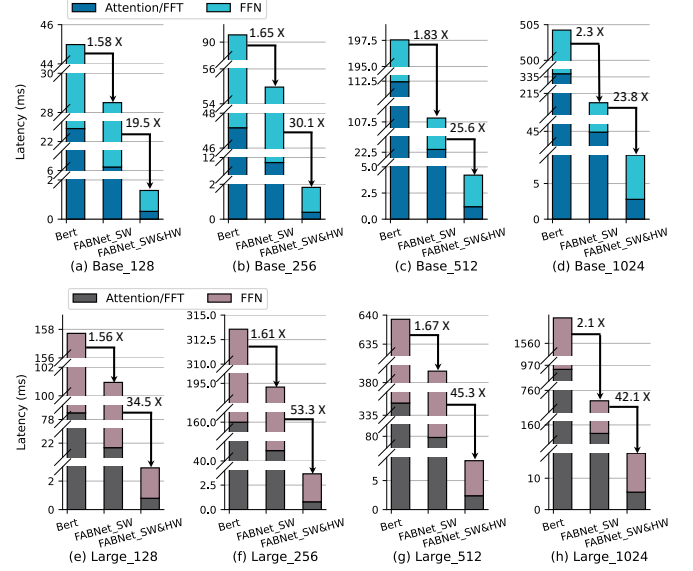 Attention/FFT FFN
Latency (ms)
46
44
30
28
22
6
2
0
1.58 X
19.5 X
Bert
FABNet_SW
FABNet_SW&HW
(a) Base_128
90
56
54
48
46
12
2
0
1.65 X
30.1 X
Bert
FABNet_SW
FABNet_SW&HW
(b) Base_256
197.5
195.0
112.5
107.5
22.5
5.0
2.5
0.0
1.83 X
25.6 X
Bert
FABNet_SW
FABNet_SW&HW
(c) Base_512
505
500
335
215
45
5
0
2.3 X
23.8 X
Bert
FABNet_SW
FABNet_SW&HW
(d) Base_1024
Attention/FFT FFN
Latency (ms)
158
156
102
100
78
22
2
0
1.56 X
34.5 X
Bert
FABNet_SW
FABNet_SW&HW
(e) Large_128
315.0
312.5
310.0
195.0
160.0
40.0
2.5
0.0
1.61 X
53.3 X
Bert
FABNet_SW
FABNet_SW&HW
(f) Large_256
640
635
380
335
80
5
0
1.67 X
45.3 X
Bert
FABNet_SW
FABNet_SW&HW
(g) Large_512
1560
970
760
160
10
0
2.1 X
42.1 X
Bert
FABNet_SW
FABNet_SW&HW
(h) Large_1024